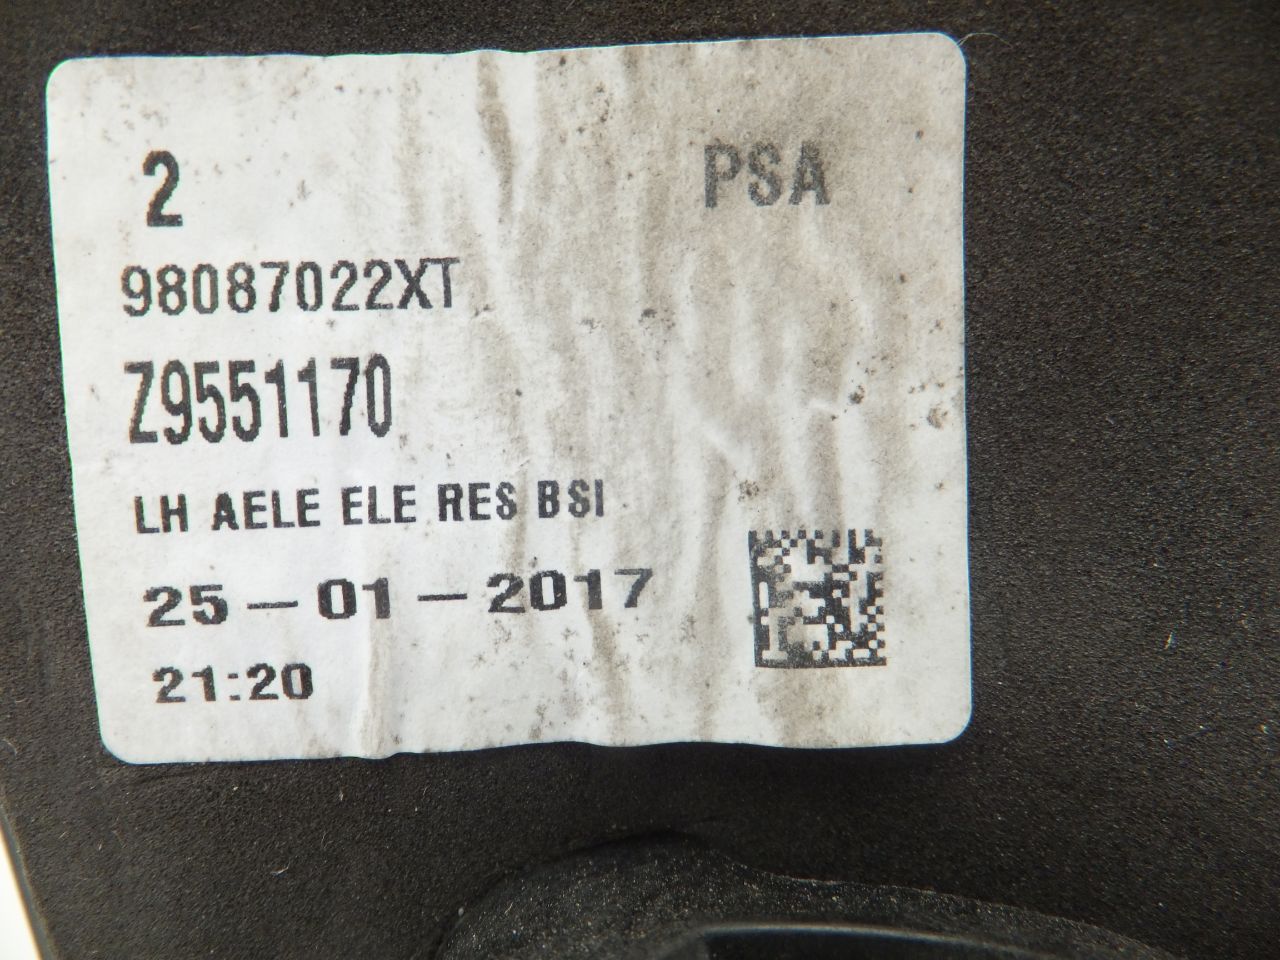 2 PSA
98087022XT
Z9551170
LH AELE ELE RES BSI
25-01-2017
21:20